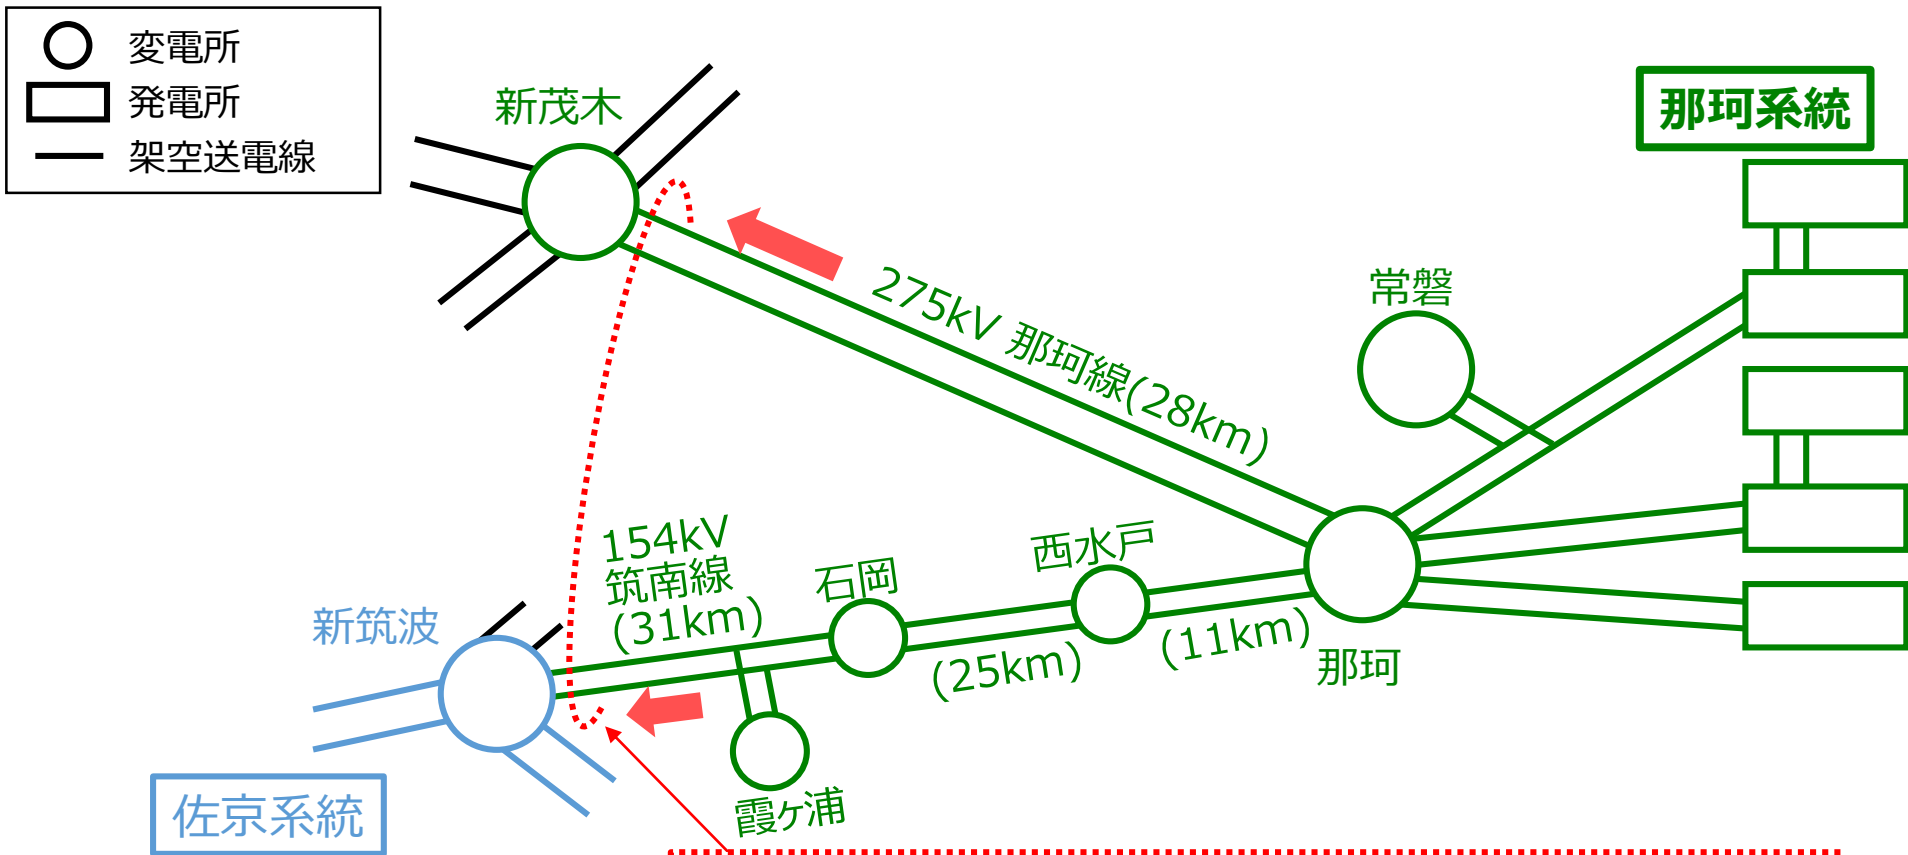 変電所
発電所
架空送電線
新茂木
那珂系統
常磐
275kV 那珂線(28km)
154kV
筑南線
(31km)
石岡
西水戸
新筑波
(25km)
(11km)
那珂
霞ヶ浦
佐京系統